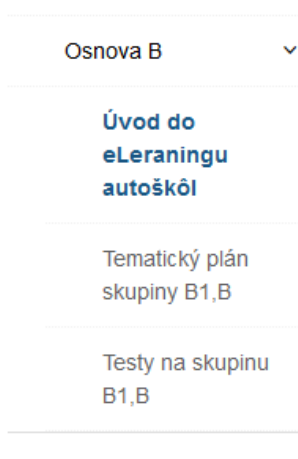 Osnova B
Úvod do
eLeraningu
autoškôl
Tematický plán
skupiny B1,B
Testy na skupinu
B1,B